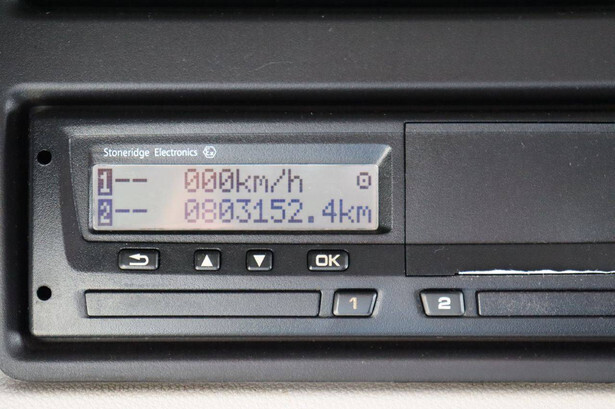 Stoneridge Electronics
1-- 000km/h
2-- 0803152.4km
OK
1
2